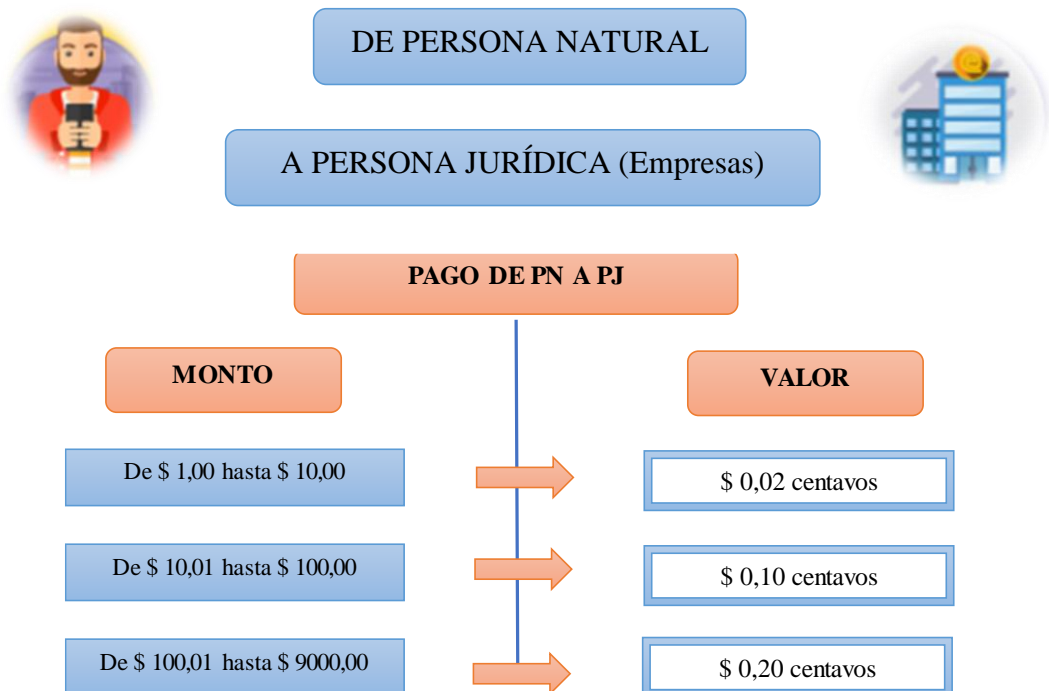 DE PERSONA NATURAL
A PERSONA JURÍDICA (Empresas)
PAGO DE PN A PJ
MONTO
VALOR
De $ 1,00 hasta $ 10,00
$ 0,02 centavos
De $ 10,01 hasta $ 100,00
$ 0,10 centavos
De $ 100,01 hasta $ 9000,00
$ 0,20 centavos